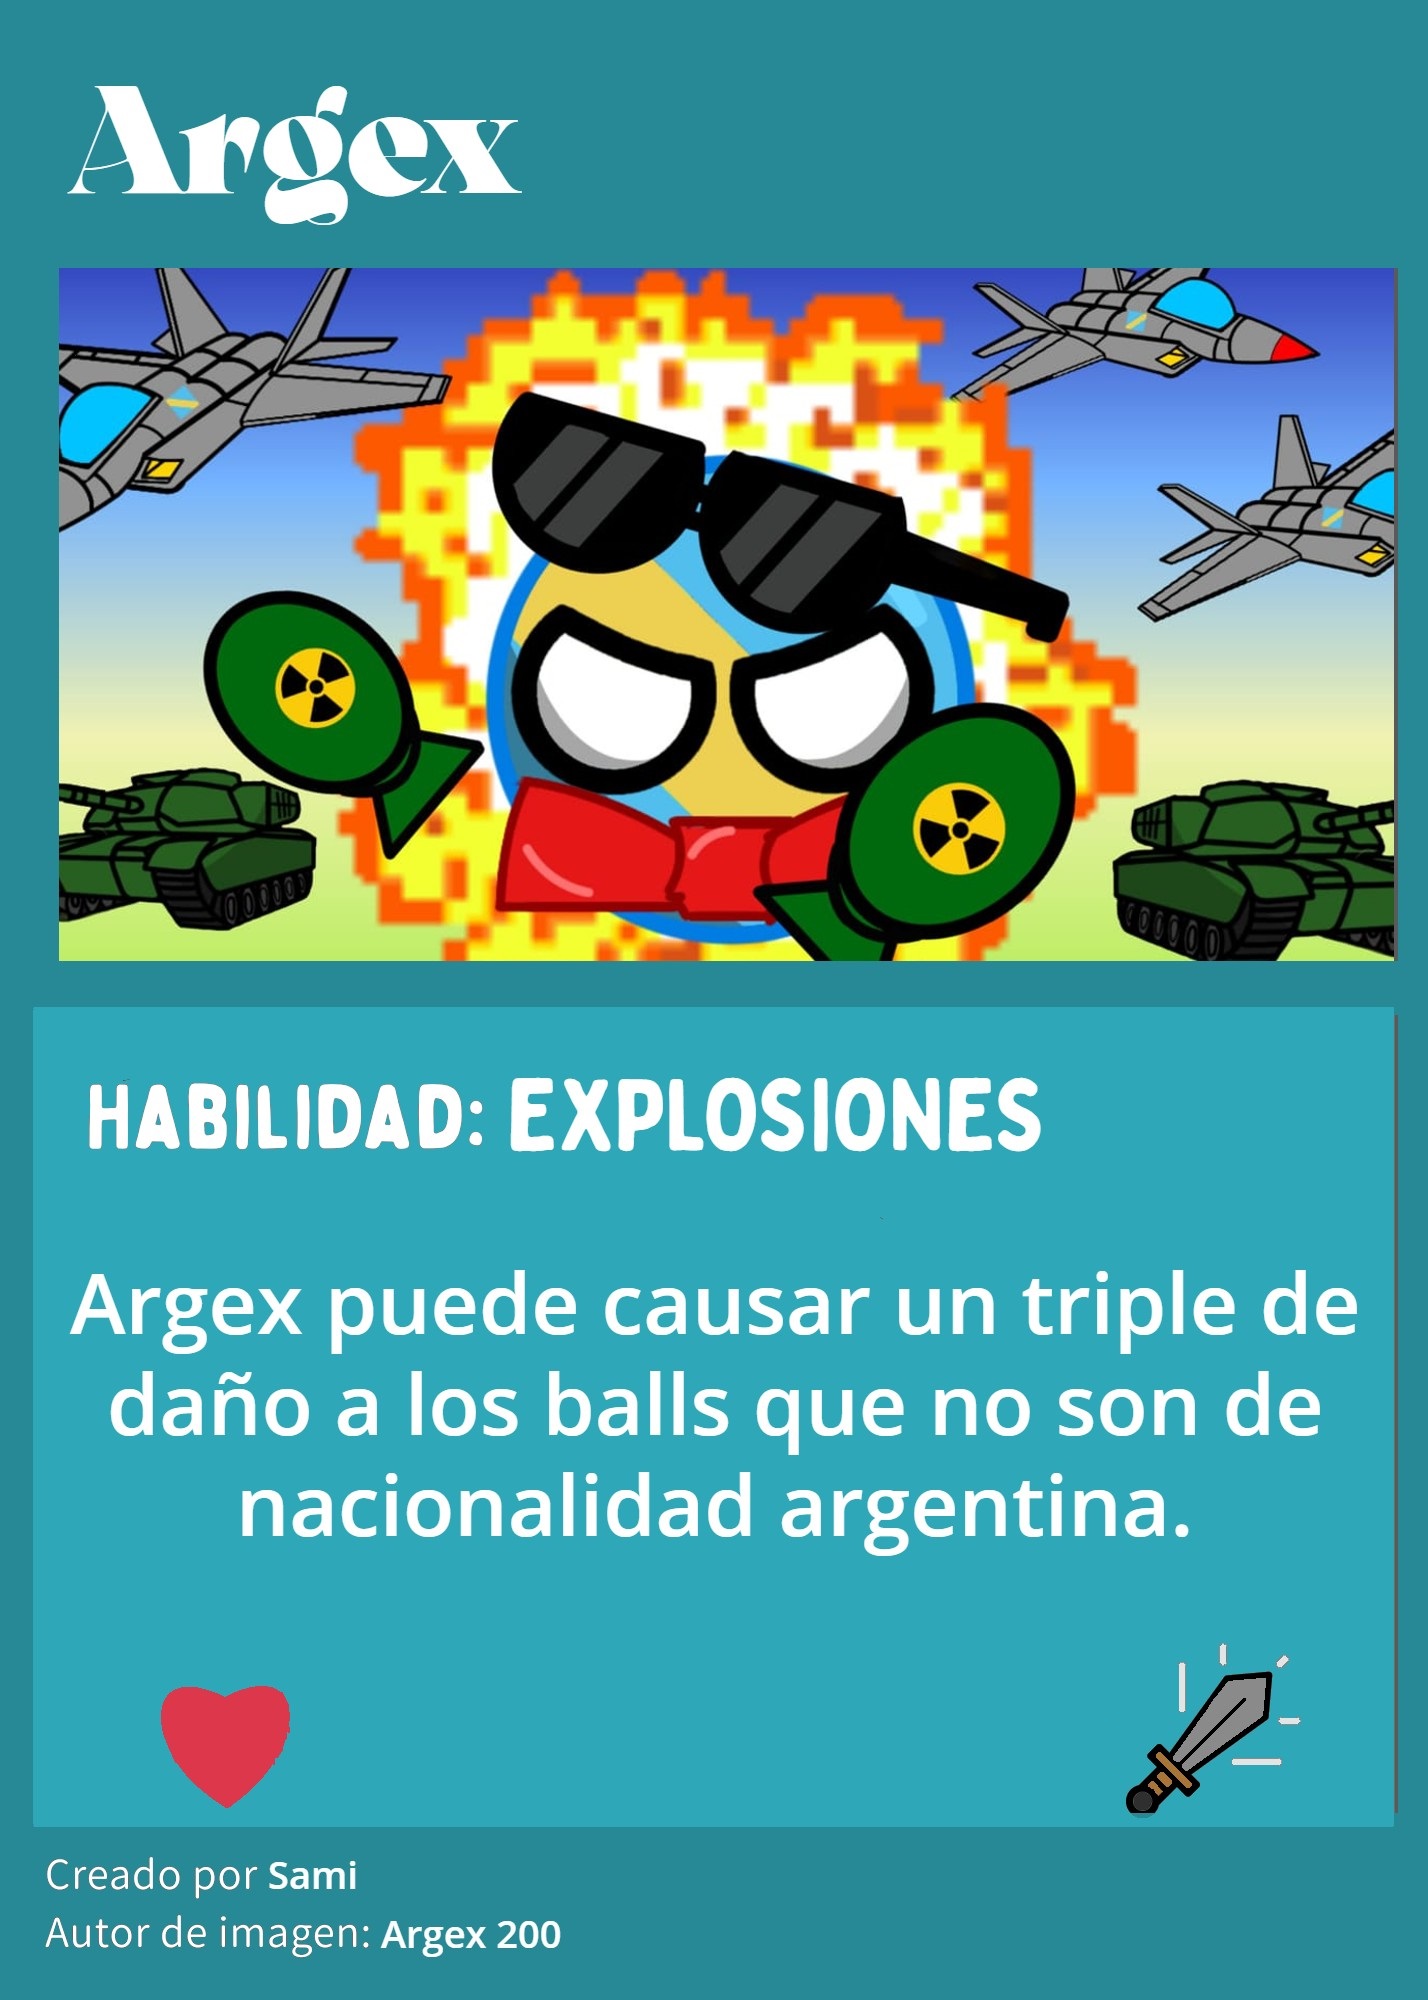 Argex
HABILIDAD: EXPLOSIONES
Argex puede causar un triple de
daño a los balls que no son de
nacionalidad argentina.
Creado por Sami
Autor de imagen: Argex 200